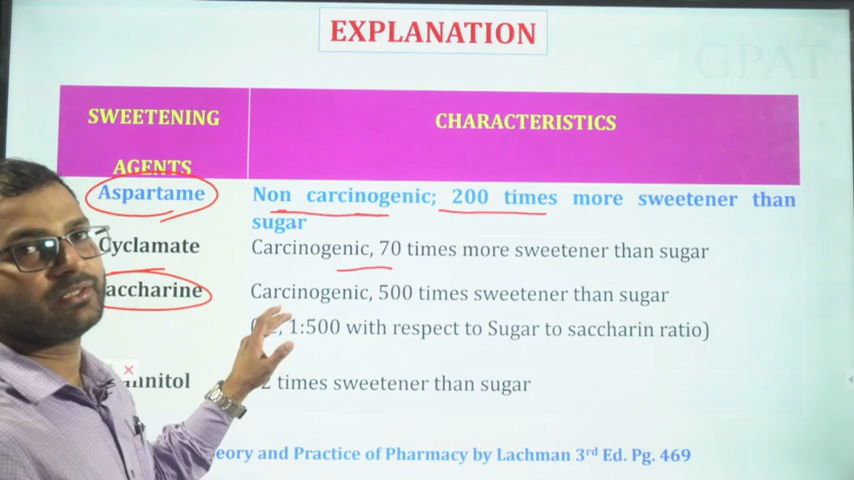 EXPLANATION
GPAT
SWEETENING
AGENTS
CHARACTERISTICS
Aspartame
Non carcinogenic; 200 times more sweetener than
sugar
Cyclamate
Carcinogenic, 70 times more sweetener than sugar
accharine
Carcinogenic, 500 times sweetener than sugar
1:500 with respect to Sugar to saccharin ratio)
nnitol
2 times sweetener than sugar
eory and Practice of Pharmacy by Lachman 3rd Ed. Pg. 469